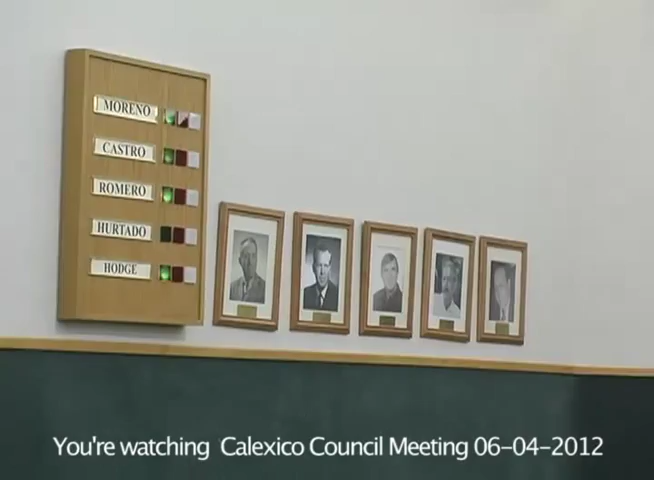 MORENO
CASTRO
ROMERO
HURTADO
HODGE
You're watching Calexico Council Meeting 06-04-2012